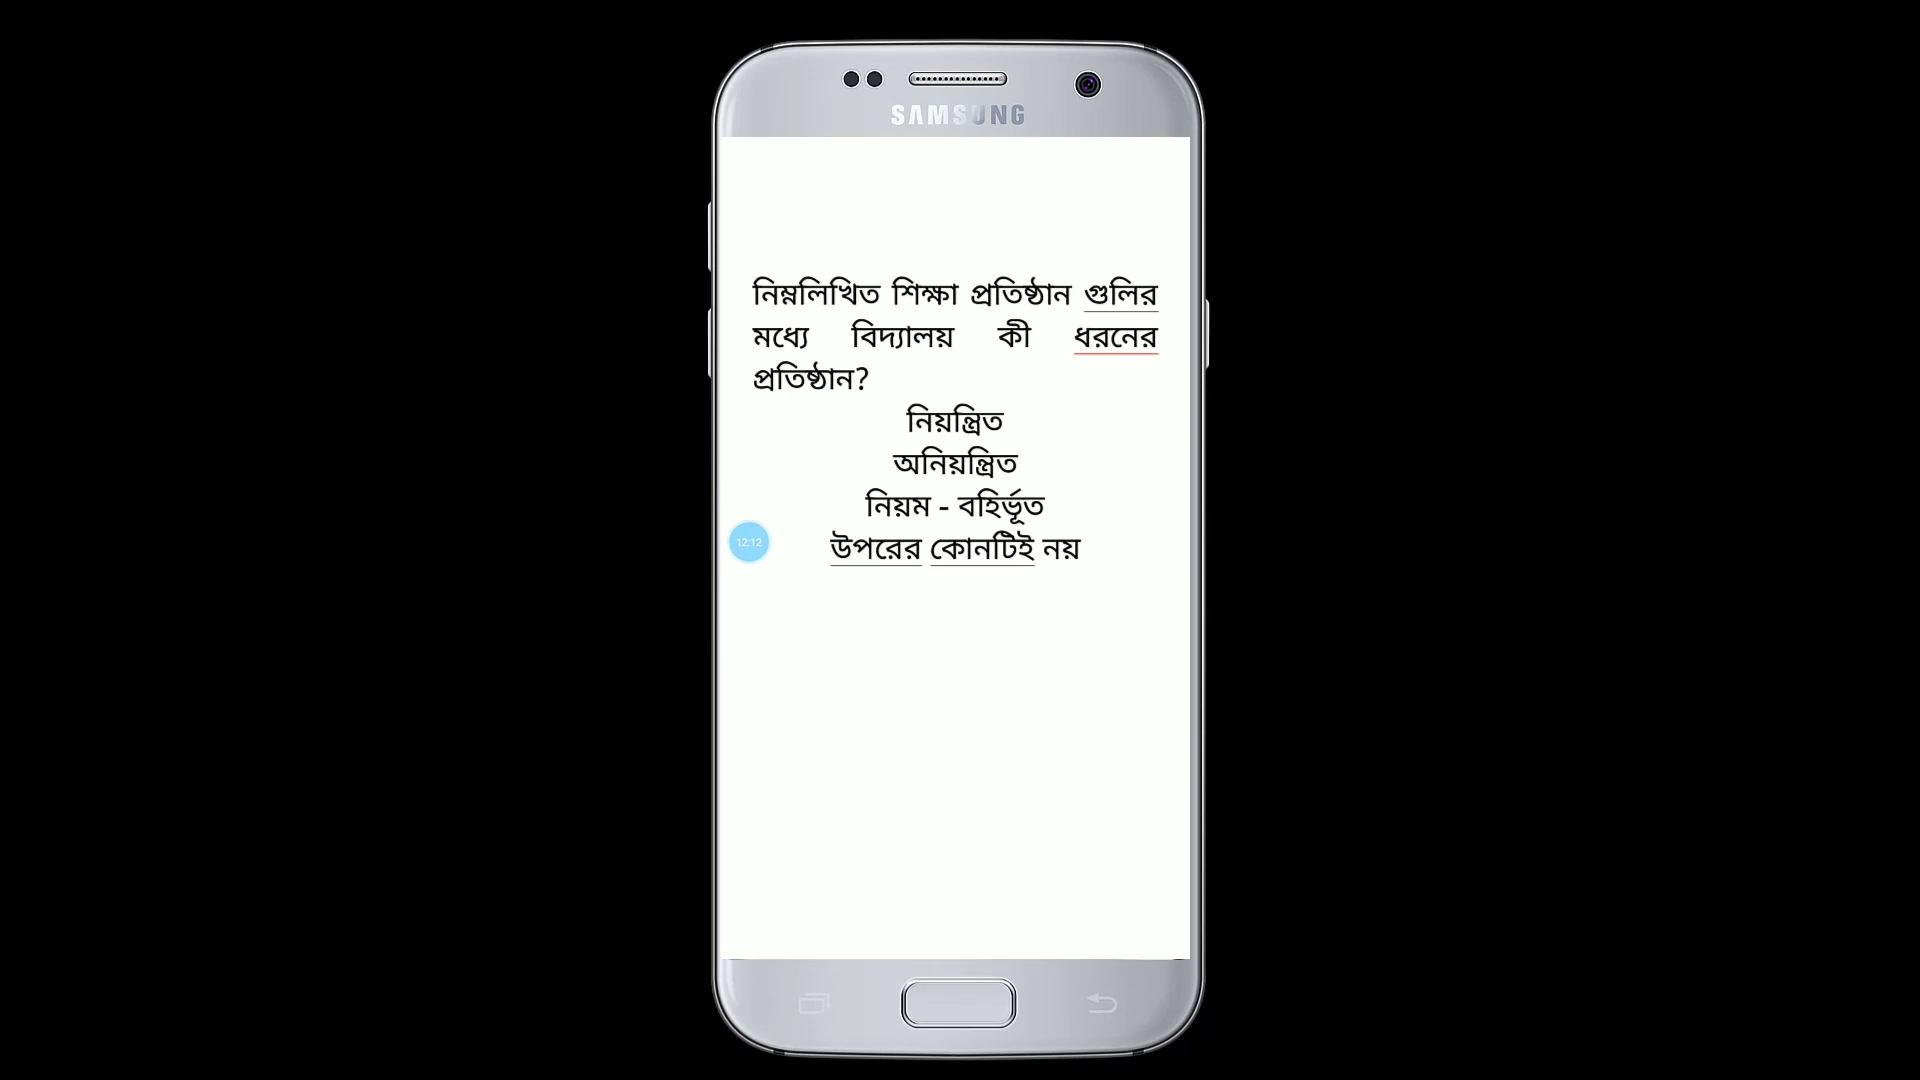 SAMSUNG
নিম্নলিখিত শিক্ষা প্রতিষ্ঠান গুলির
মধ্যে বিদ্যালয় কী ধরনের
প্রতিষ্ঠান?
নিয়ন্ত্রিত
অনিয়ন্ত্রিত
নিয়ম - বহির্ভূত
12:12
উপরের কোনটিই নয়